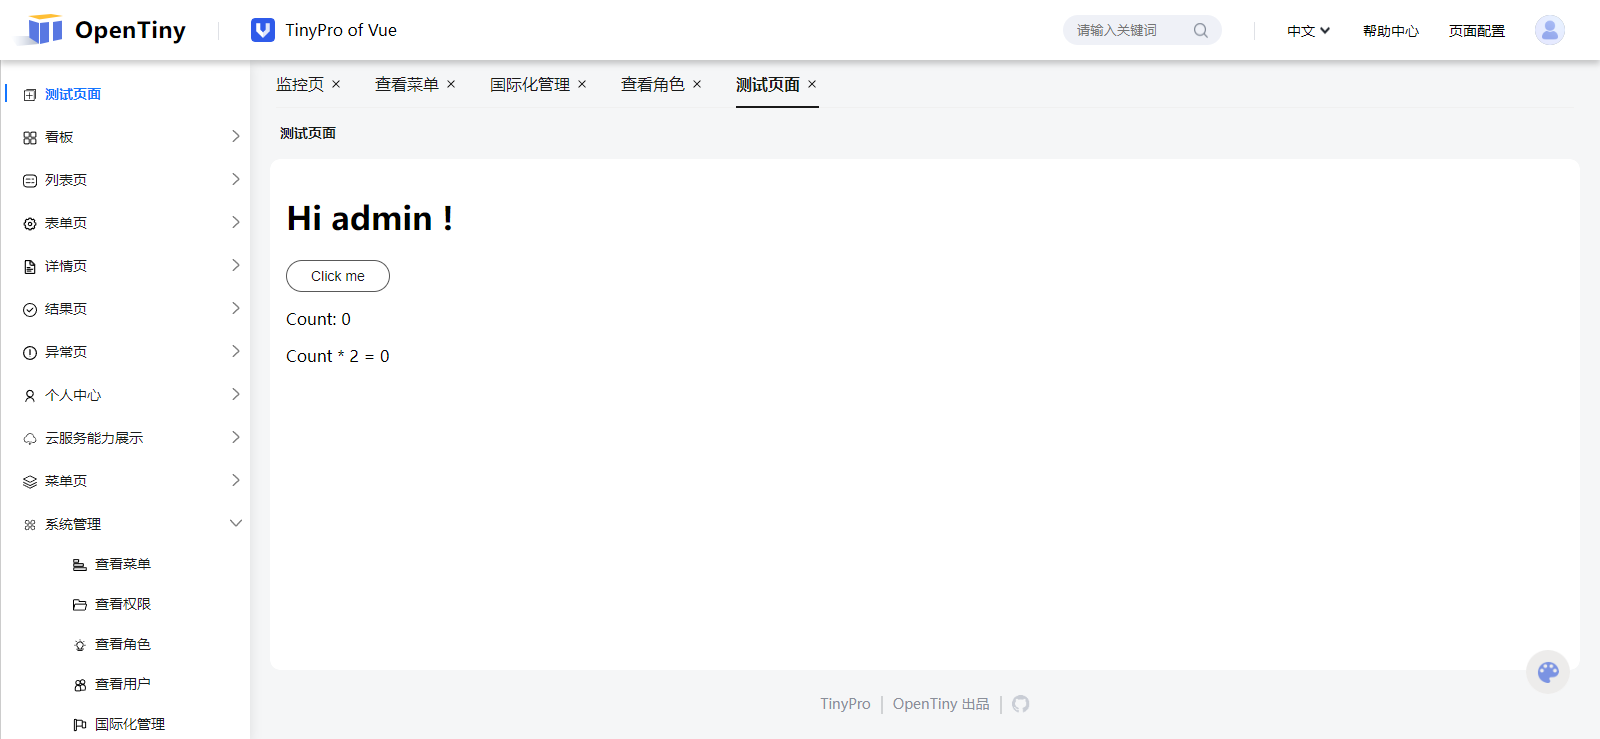 OpenTiny
TinyPro of Vue
请输入关键词
中文
帮助中心
页面配置
测试页面
看板
列表页
表单页
详情页
结果页
异常页
个人中心
云服务能力展示
菜单页
系统管理
查看菜单
查看权限
查看角色
查看用户
国际化管理
监控页
查看菜单
国际化管理
查看角色
测试页面
测试页面
Hi admin !
Click me
Count: 0
Count * 2 = 0
TinyPro
OpenTiny 出品